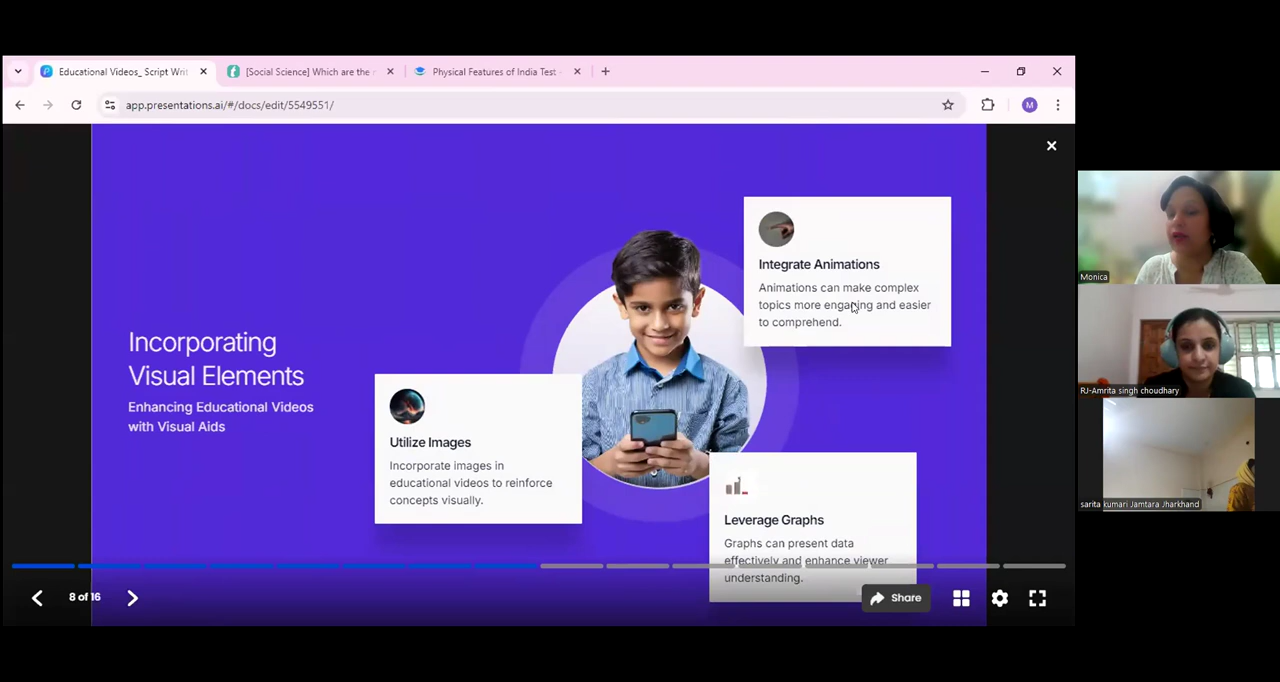 Educational Videos_ Script Writ
[Social Science] Which are the r
Physical Features of India Test -
app.presentations.ai/#/docs/edit/5549551/
M
Incorporating
Visual Elements
Enhancing Educational Videos
with Visual Aids
Utilize Images
Incorporate images in
educational videos to reinforce
concepts visually.
Integrate Animations
Animations can make complex
topics more engaging and easier
to comprehend.
Leverage Graphs
Graphs can present data
effectively and enhance viewer
understanding.
8 of 16
Share
Monica
RJ-Amrita singh choudhary
sarita kumari Jamtara Jharkhand